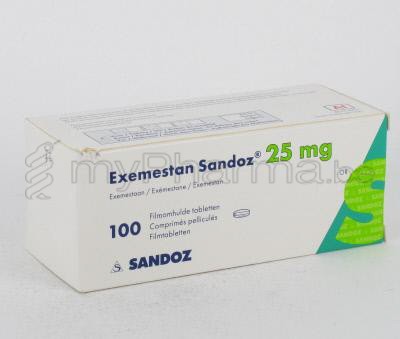 Exemestan Sandoz® 25 mg
Exemestaan / Exémestane / Exemestan
100
Filmomhulde tabletten
Comprimés pelliculés
Filmtabletten
S SANDOZ
myPharma.be